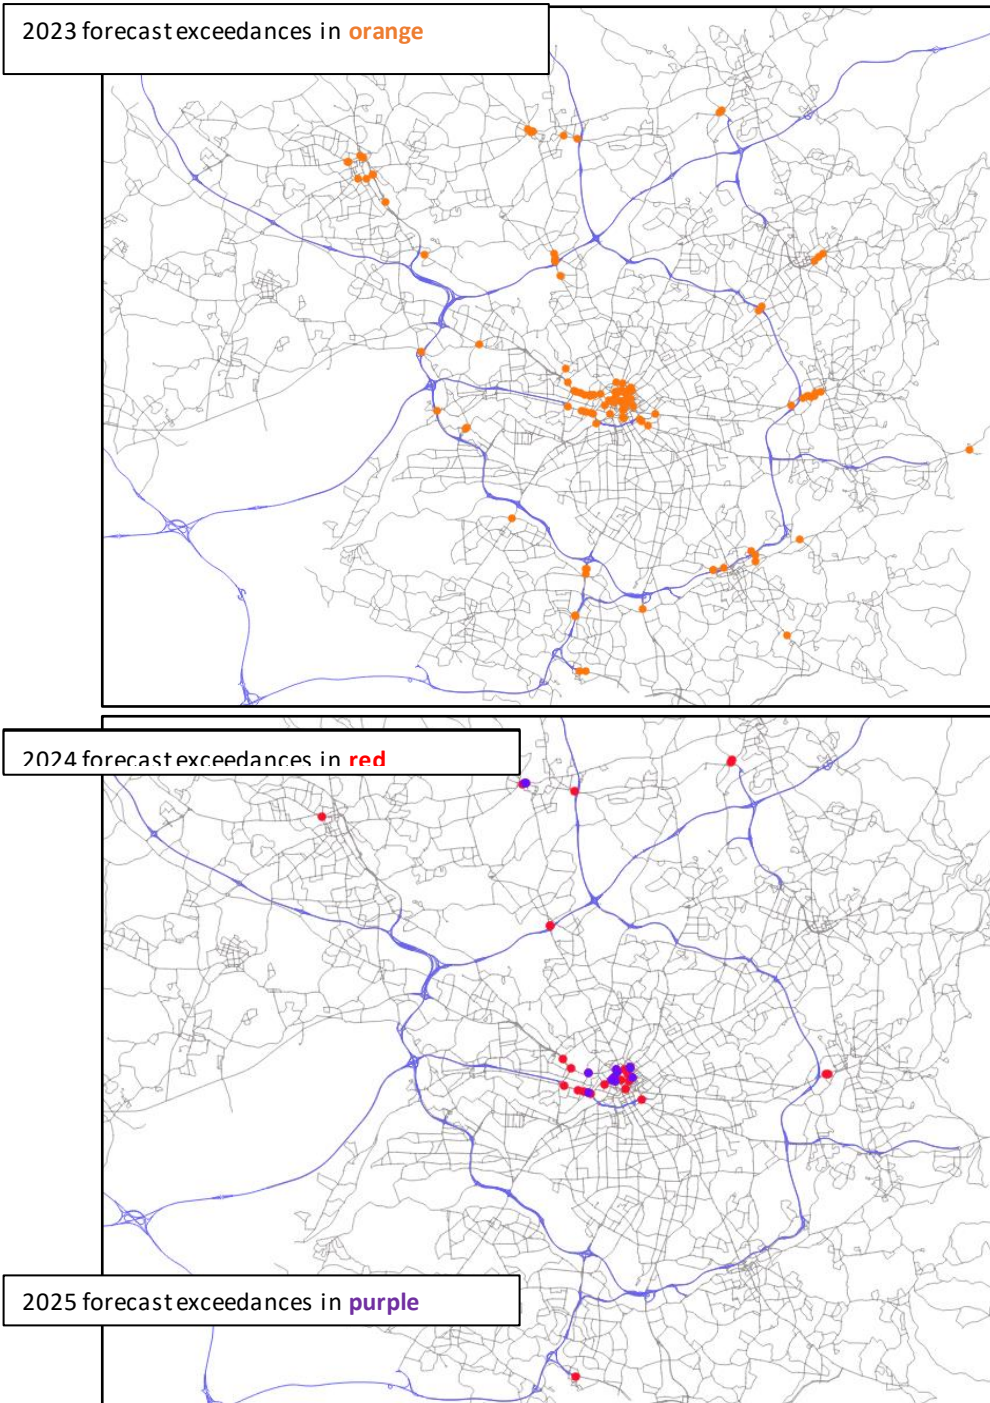 2023 forecast exceedances in orange
2024 forecast exceedances in red
2025 forecast exceedances in purple